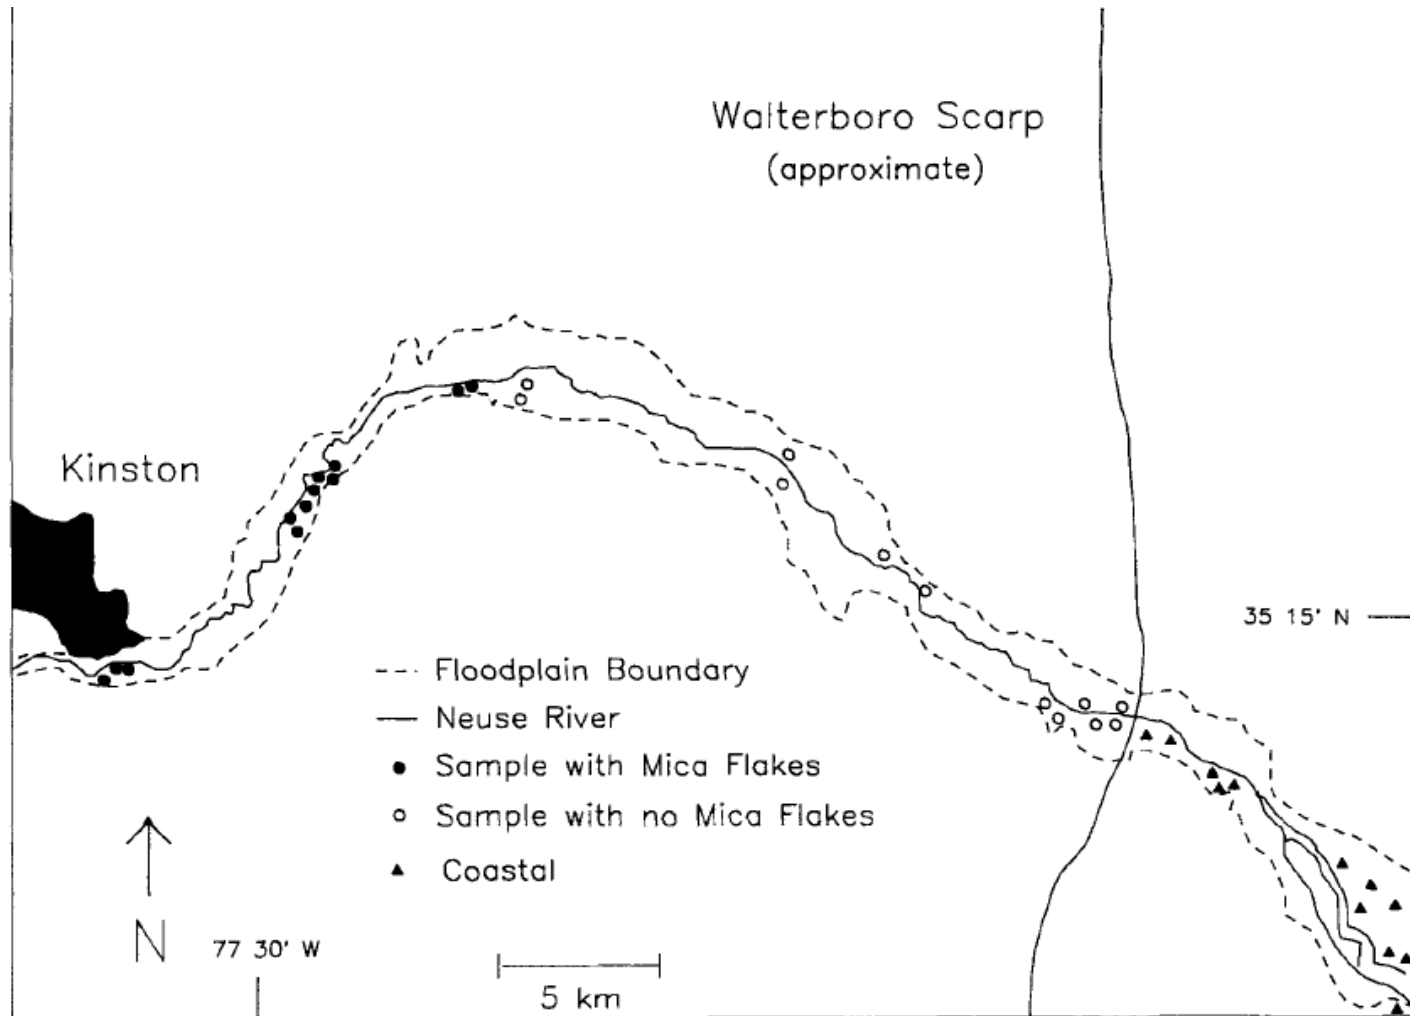 Walterboro Scarp
(approximate)
Kinston
35 15' N
--- Floodplain Boundary
— Neuse River
● Sample with Mica Flakes
○ Sample with no Mica Flakes
▲ Coastal
N
77 30' W
5 km